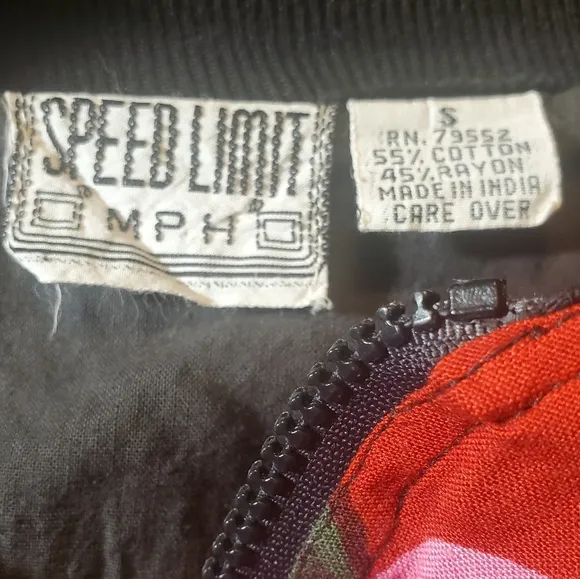 SPEED LIMIT
MPH
S
RN. 79552
55% COTTON
45% RAYON
MADE IN INDIA
CARE OVER